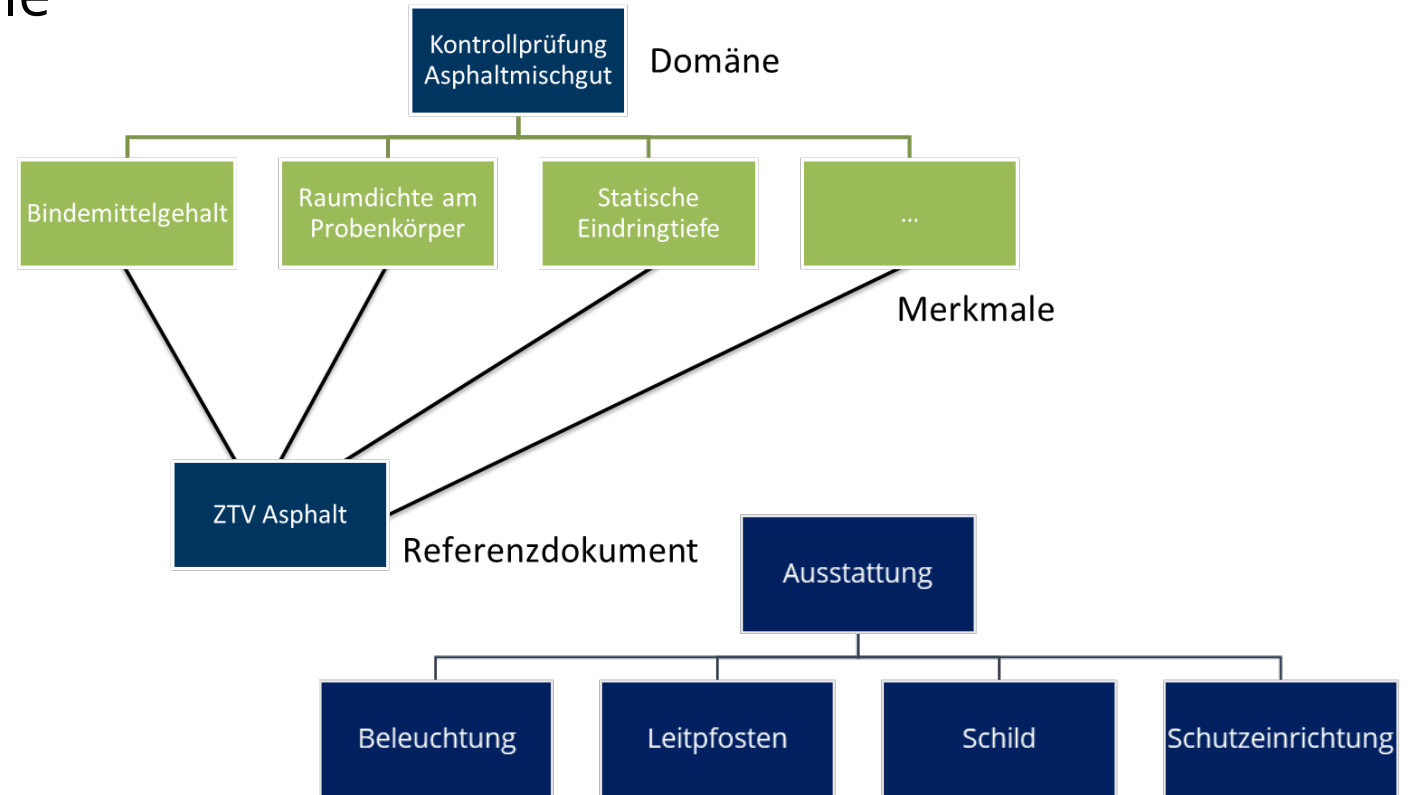 Kontrollprüfung
Asphaltmischgut
Domäne
Bindemittelgehalt
Raumdichte am
Probenkörper
Statische
Eindringtiefe
...
Merkmale
ZTV Asphalt
Referenzdokument
Ausstattung
Beleuchtung
Leitpfosten
Schild
Schutzeinrichtung